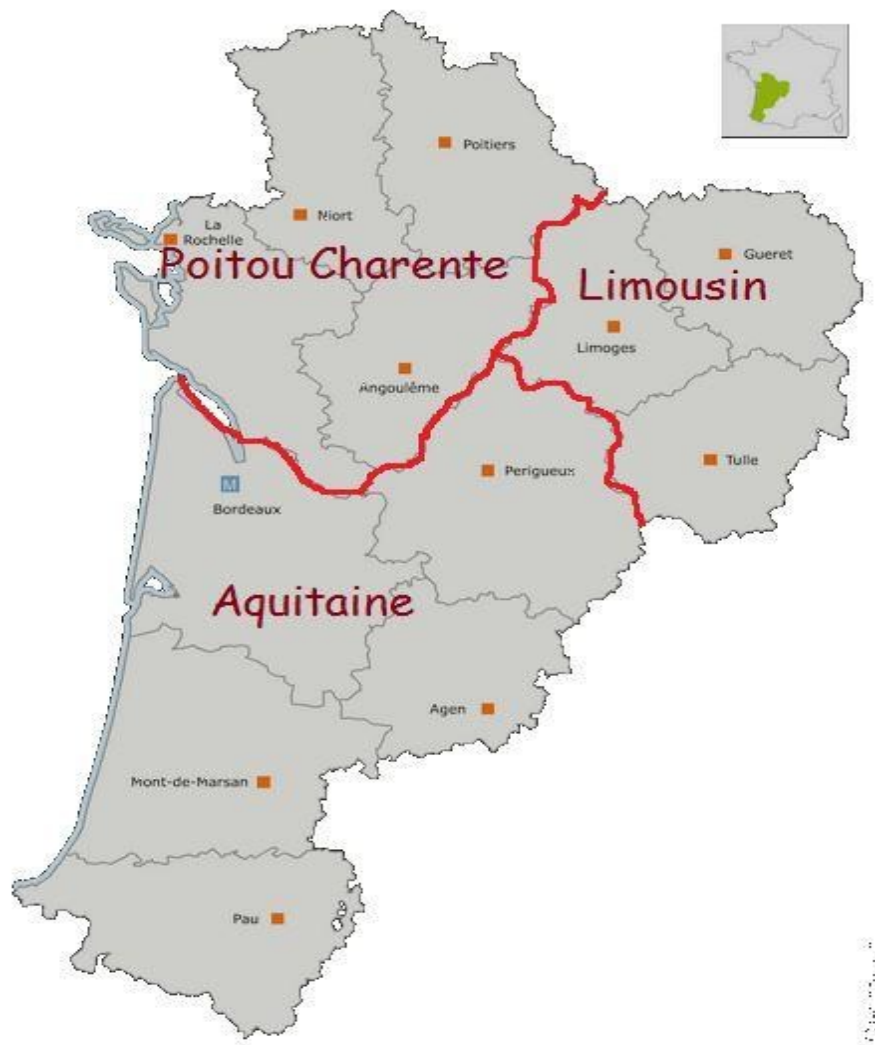 Poitiers
La
Rochelle
Niort
Poitou Charente
Gueret
Limousin
Limoges
Angoulême
Perigueux
Tulle
M
Bordeaux
Aquitaine
Agen
Mont-de-Marsan
Pau